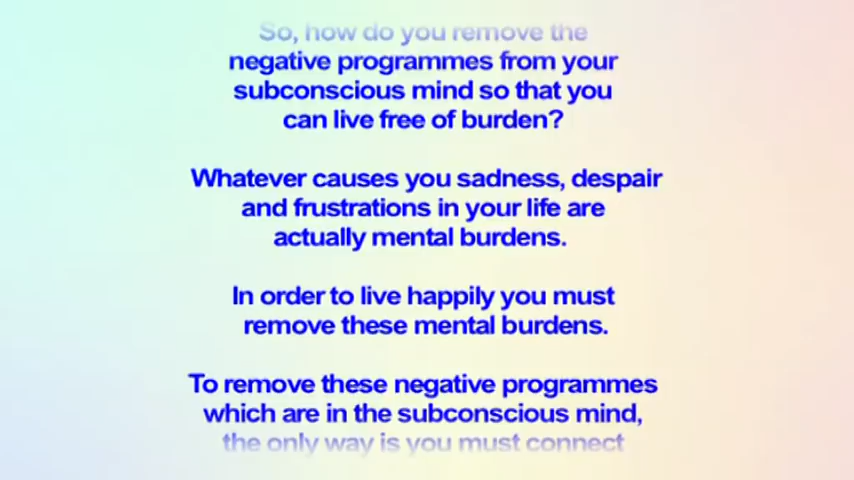 So, how do you remove the
negative programmes from your
subconscious mind so that you
can live free of burden?
Whatever causes you sadness, despair
and frustrations in your life are
actually mental burdens.
In order to live happily you must
remove these mental burdens.
To remove these negative programmes
which are in the subconscious mind,
the only way is you must connect